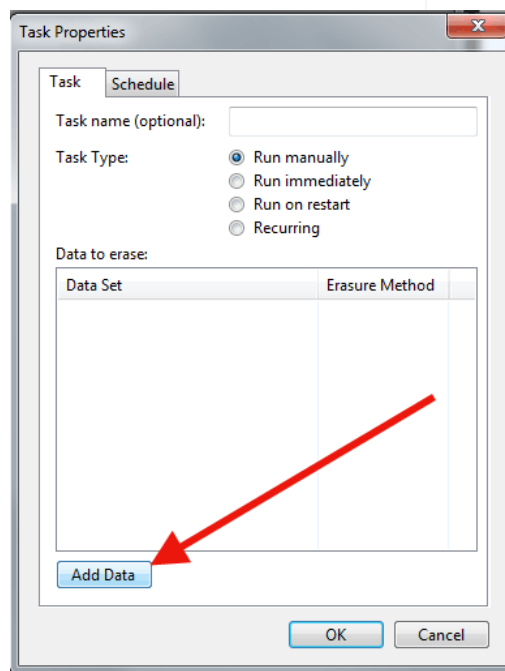 Task Properties
Task Schedule
Task name (optional):
Task Type: Run manually
Run immediately
Run on restart
Recurring
Data to erase:
Data Set Erasure Method
Add Data
OK Cancel